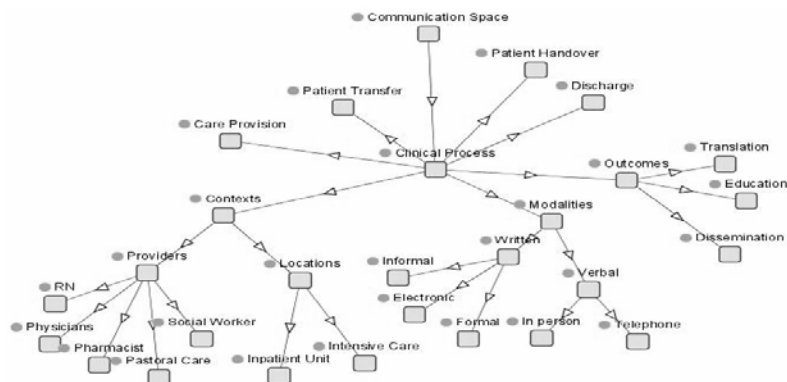 Communication Space
Patient Handover
Discharge
Patient Transfer
Care Provision
Clinical Process
Outcomes
Translation
Education
Dissemination
Contexts
Modalities
Providers
Locations
Written
Verbal
Informal
Electronic
Formal
In person
Telephone
RN
Physicians
Pharmacist
Pastoral Care
Social Worker
Inpatient Unit
Intensive Care